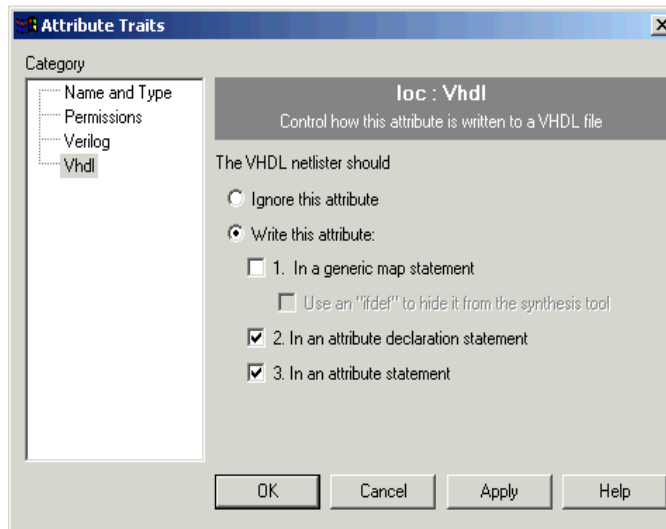 Attribute Traits
Category
Name and Type
Permissions
Verilog
Vhdl
loc : Vhdl
Control how this attribute is written to a VHDL file
The VHDL netlister should
Ignore this attribute
Write this attribute:
1. In a generic map statement
Use an "ifdef" to hide it from the synthesis tool
2. In an attribute declaration statement
3. In an attribute statement
OK
Cancel
Apply
Help